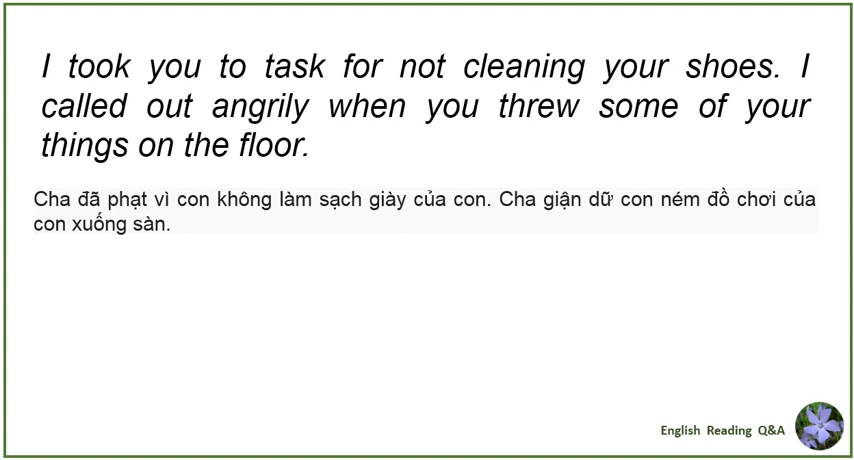 I took you to task for not cleaning your shoes. I
called out angrily when you threw some of your
things on the floor.
Cha đã phạt vì con không làm sạch giày của con. Cha giận dữ con ném đồ chơi của
con xuống sàn.
English Reading Q&A